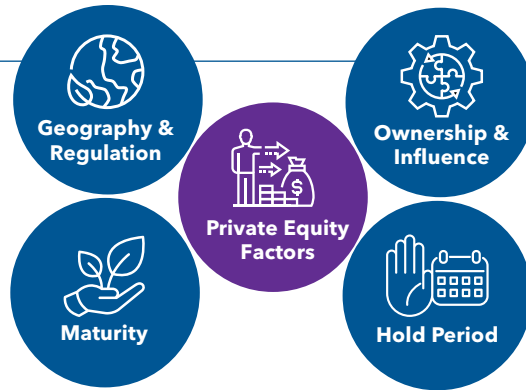 Geography &
Regulation
Ownership &
Influence
$
Private Equity
Factors
Maturity
Hold Period